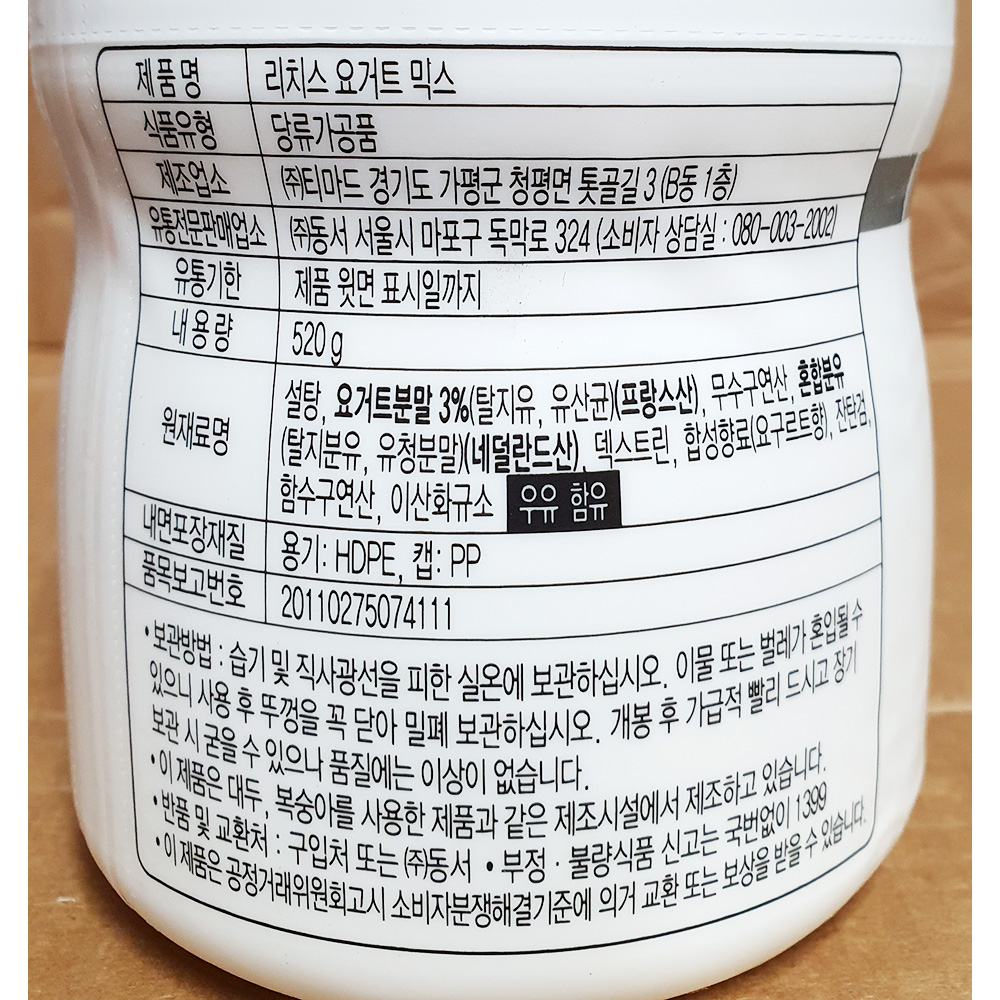 제품명 리치스 요거트 믹스
식품유형 당류가공품
제조업소 (주)티마드 경기도 가평군 청평면 톳골길 3 (B동 1층)
유통전문판매업소 (주)동서 서울시 마포구 독막로 324 (소비자 상담실 : 080-003-2002)
유통기한 제품 윗면 표시일까지
내용량 520 g
원재료명 설탕, 요거트분말 3%(탈지유, 유산균)(프랑스산), 무수구연산, 혼합분유
(탈지분유, 유청분말)(네덜란드산), 덱스트린, 합성향료(요구르트향), 잔탄검,
함수구연산, 이산화규소 우유 함유
내면포장재질 용기: HDPE, 캡: PP
품목보고번호 20110275074111
• 보관방법 : 습기 및 직사광선을 피한 실온에 보관하십시오. 이물 또는 벌레가 혼입될 수
있으니 사용 후 뚜껑을 꼭 닫아 밀폐 보관하십시오. 개봉 후 가급적 빨리 드시고 장기
보관 시 굳을 수 있으나 품질에는 이상이 없습니다.
• 이 제품은 대두, 복숭아를 사용한 제품과 같은 제조시설에서 제조하고 있습니다.
• 반품 및 교환처 : 구입처 또는 (주)동서 • 부정 · 불량식품 신고는 국번없이 1399
• 이 제품은 공정거래위원회고시 소비자분쟁해결기준에 의거 교환 또는 보상을 받을 수 있습니다.